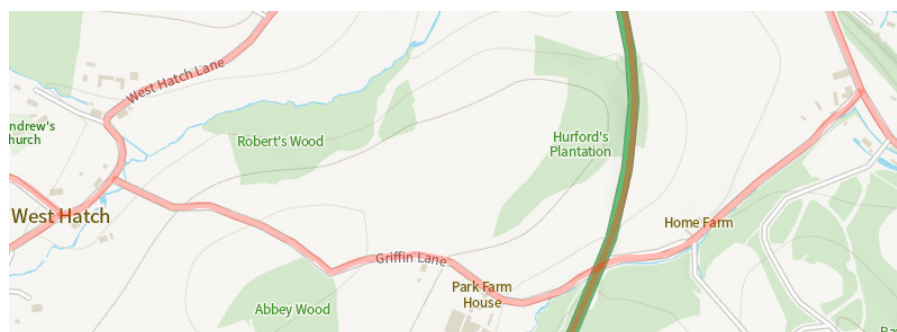 West Hatch Lane
ndrew's
hurch
Robert's Wood
Hurford's
Plantation
West Hatch
Home Farm
Griffin Lane
Park Farm
House
Abbey Wood